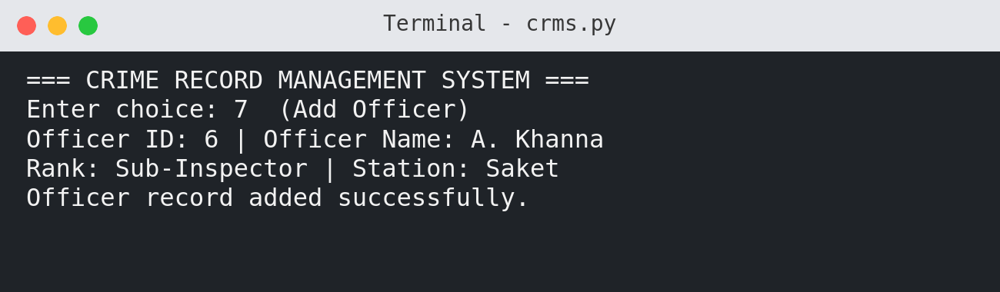 Terminal - crms.py
=== CRIME RECORD MANAGEMENT SYSTEM ===
Enter choice: 7  (Add Officer)
Officer ID: 6 | Officer Name: A. Khanna
Rank: Sub-Inspector | Station: Saket
Officer record added successfully.